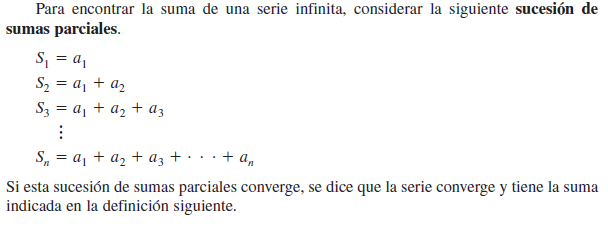 Para encontrar la suma de una serie infinita, considerar la siguiente sucesión de
sumas parciales.
S₁ = a₁
S₂ = a₁ + a₂
S₃ = a₁ + a₂ + a₃
⋮
Sₙ = a₁ + a₂ + a₃ + · · · + aₙ
Si esta sucesión de sumas parciales converge, se dice que la serie converge y tiene la suma
indicada en la definición siguiente.